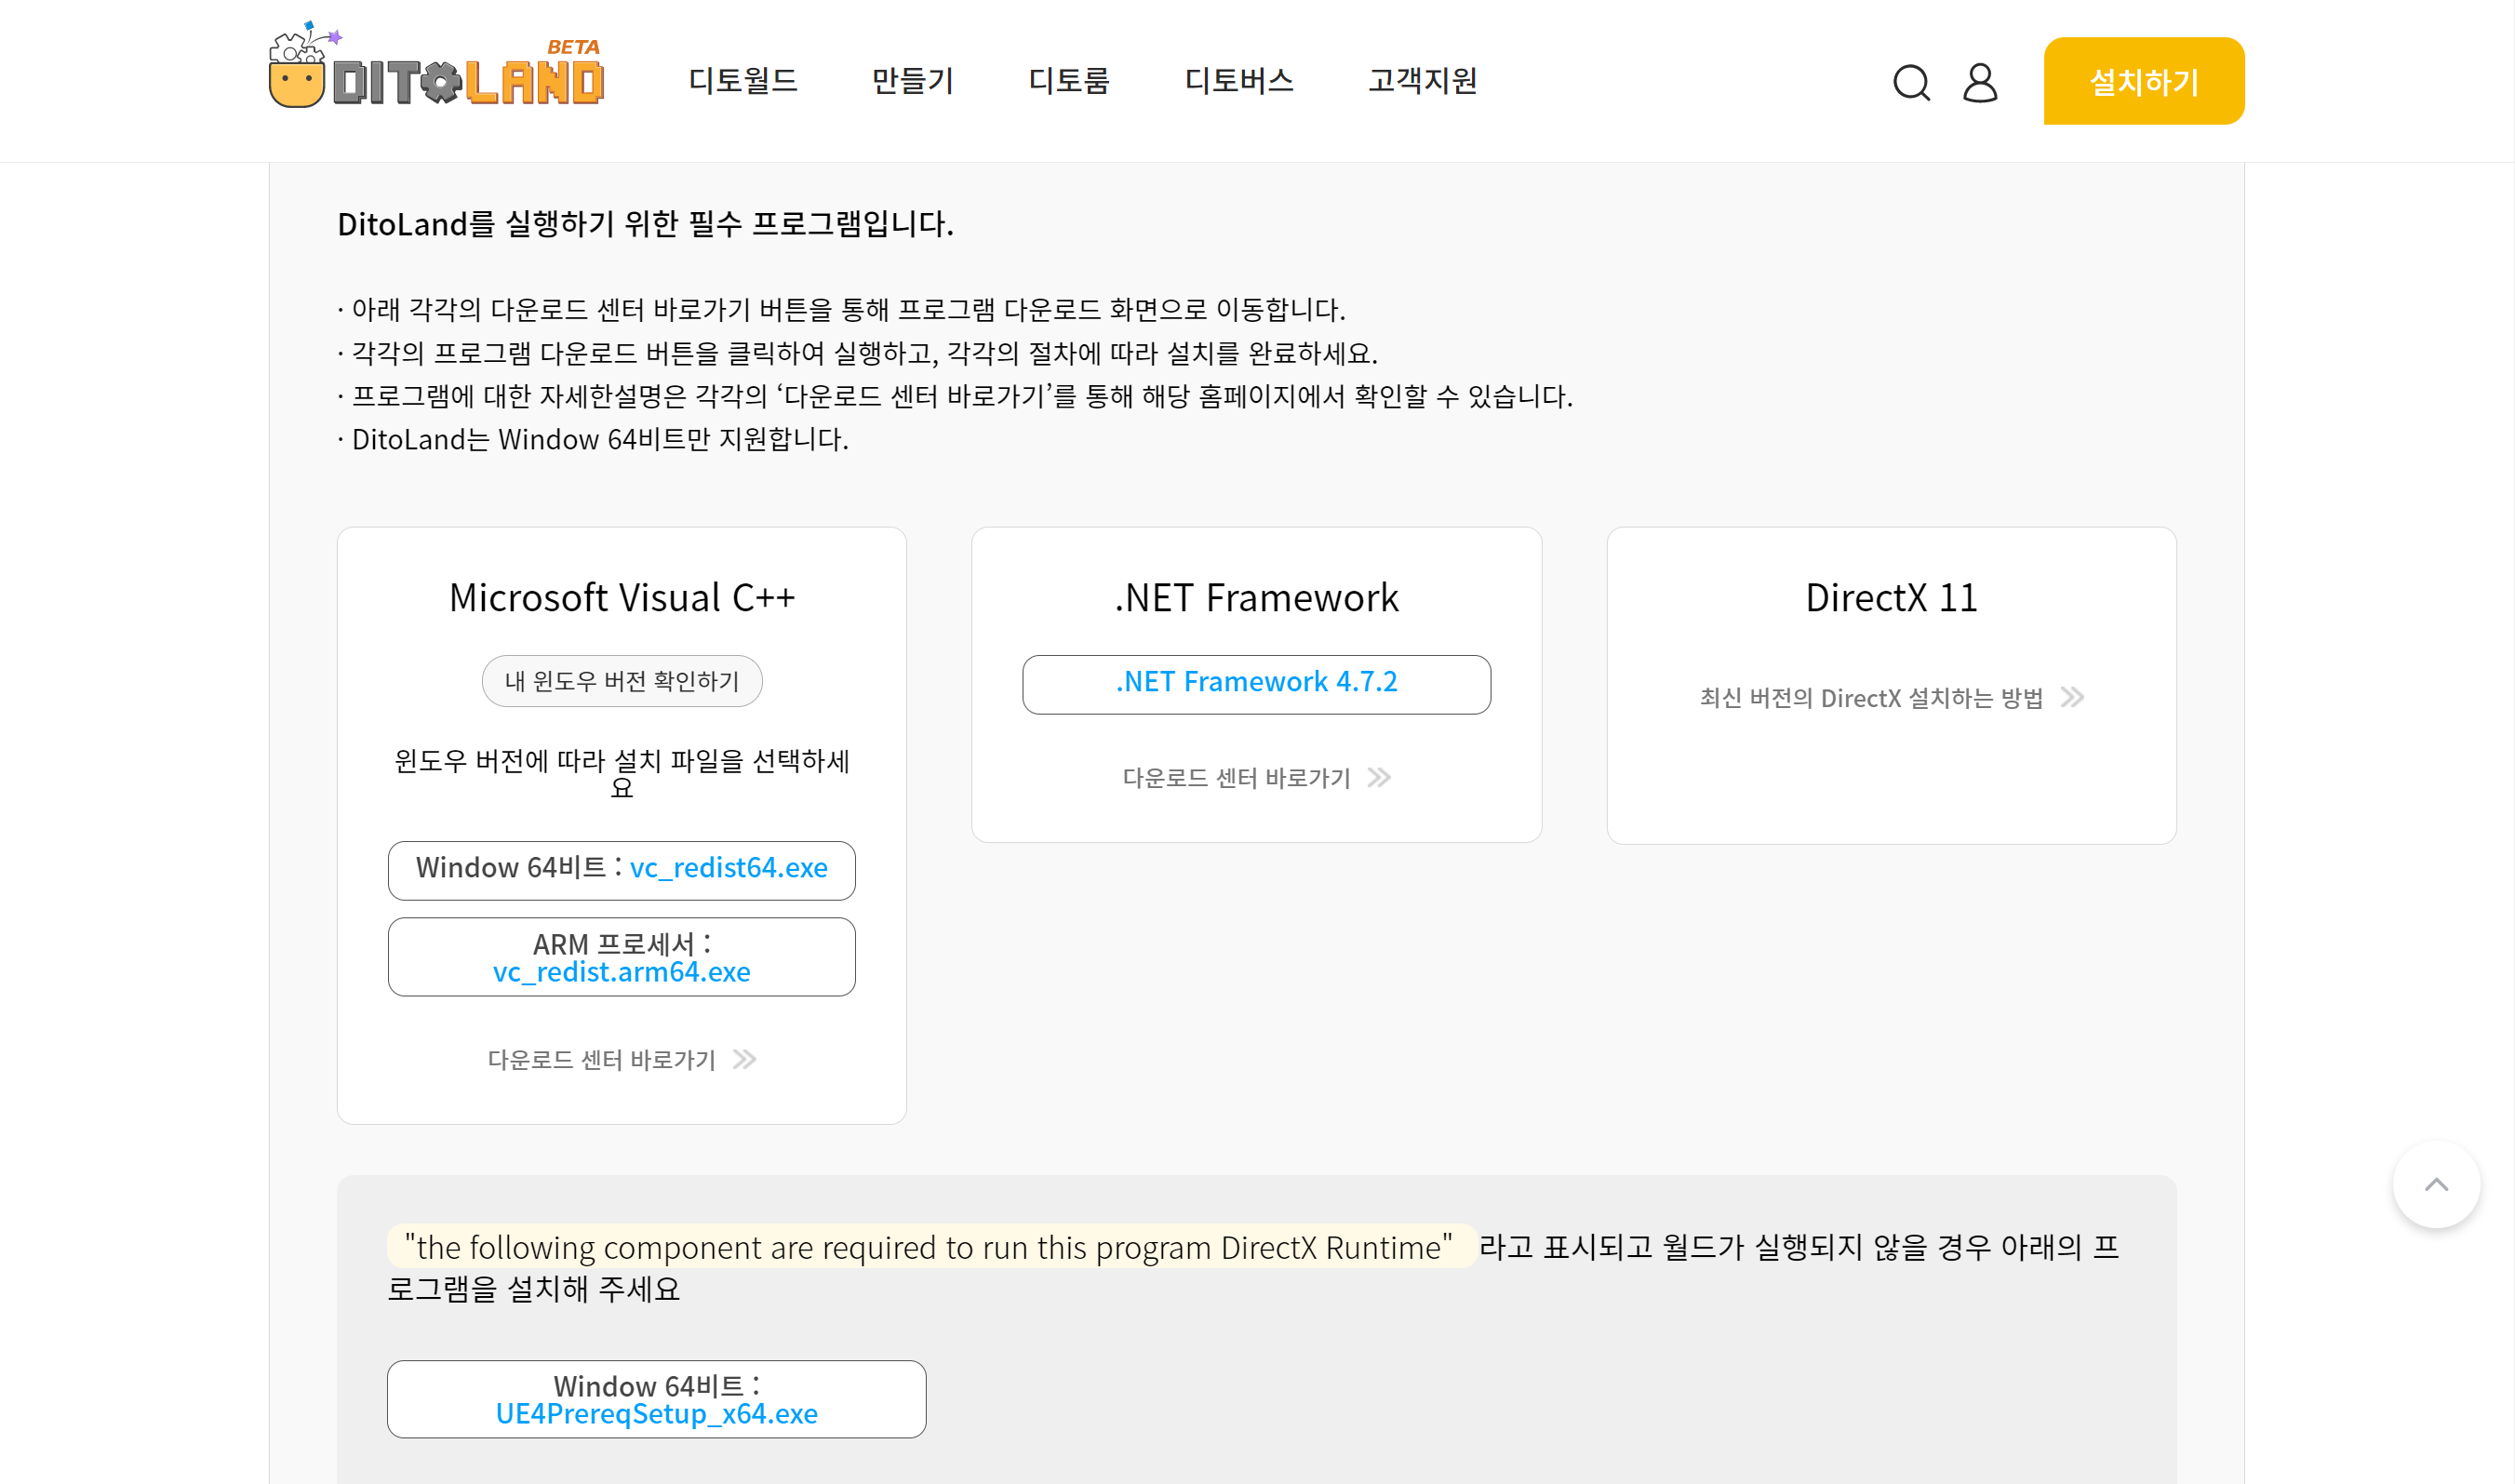 BETA
DITOLAND
디토월드
만들기
디토룸
디토버스
고객지원
설치하기
DitoLand를 실행하기 위한 필수 프로그램입니다.
· 아래 각각의 다운로드 센터 바로가기 버튼을 통해 프로그램 다운로드 화면으로 이동합니다.
· 각각의 프로그램 다운로드 버튼을 클릭하여 실행하고, 각각의 절차에 따라 설치를 완료하세요.
· 프로그램에 대한 자세한설명은 각각의 ‘다운로드 센터 바로가기’를 통해 해당 홈페이지에서 확인할 수 있습니다.
· DitoLand는 Window 64비트만 지원합니다.
Microsoft Visual C++
내 윈도우 버전 확인하기
윈도우 버전에 따라 설치 파일을 선택하세
요
Window 64비트 : vc_redist64.exe
ARM 프로세서 :
vc_redist.arm64.exe
다운로드 센터 바로가기
.NET Framework
.NET Framework 4.7.2
다운로드 센터 바로가기
DirectX 11
최신 버전의 DirectX 설치하는 방법
"the following component are required to run this program DirectX Runtime" 라고 표시되고 월드가 실행되지 않을 경우 아래의 프
로그램을 설치해 주세요
Window 64비트 :
UE4PrereqSetup_x64.exe